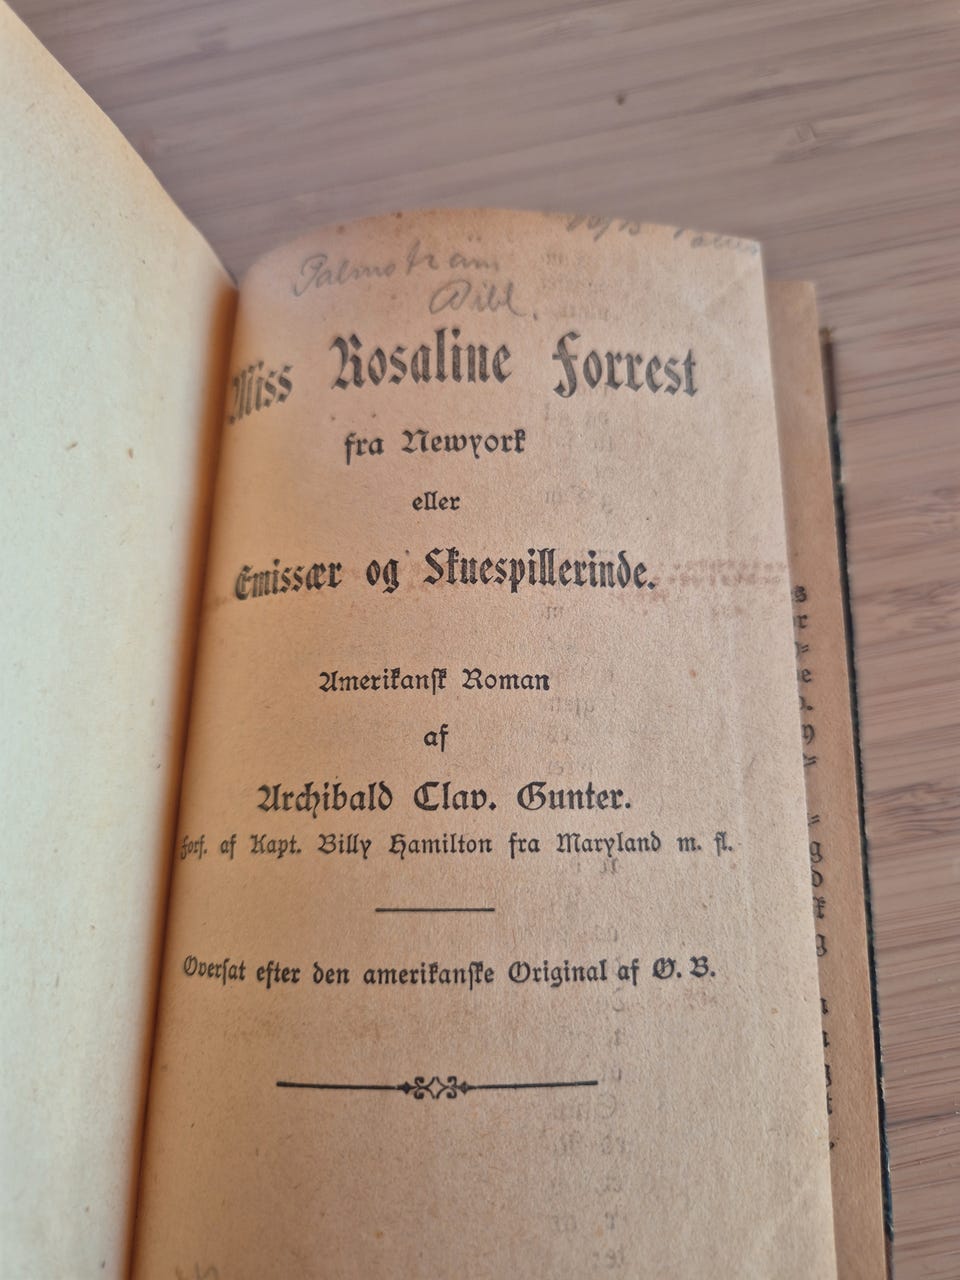 Palmström
Bibl.
Miss Rosaline Forrest
fra Newyork
eller
Emissær og Skuespillerinde.
Amerikansk Roman
af
Archibald Clav. Gunter.
Forf. af Kapt. Billy Hamilton fra Maryland m. fl.
Oversat efter den amerikanske Original af O. B.